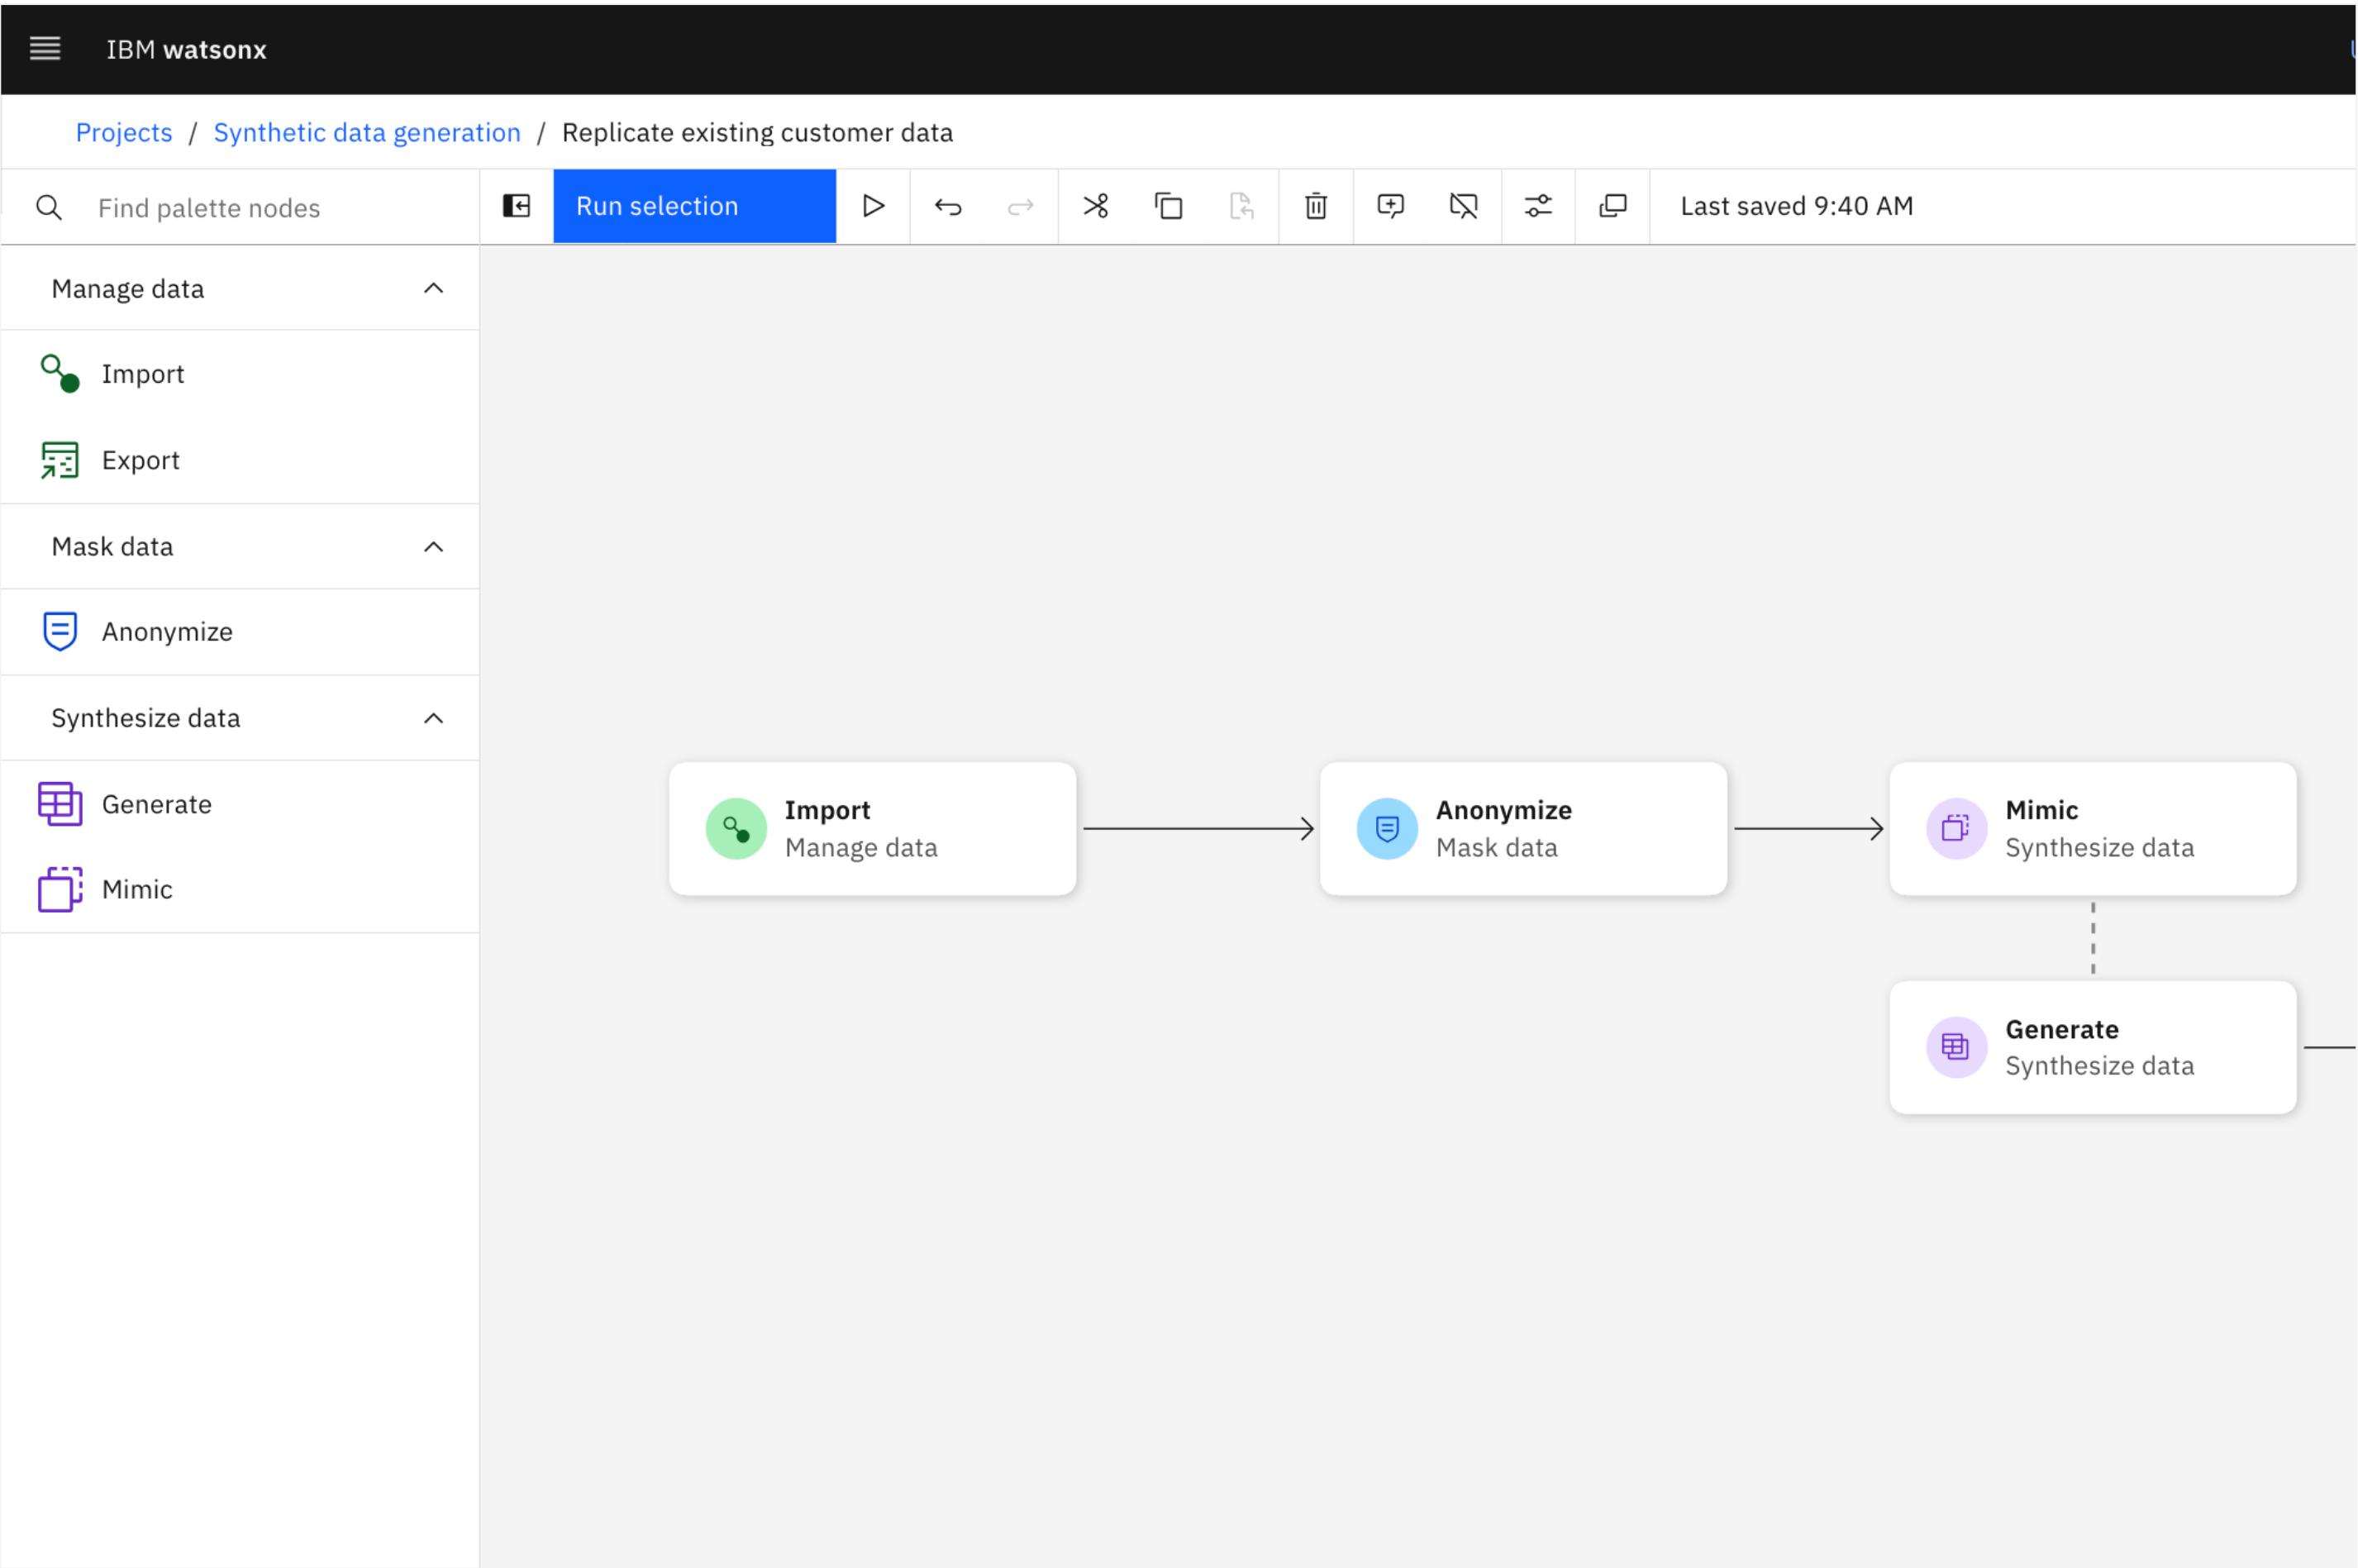 IBM watsonx
Projects / Synthetic data generation / Replicate existing customer data
Find palette nodes
Run selection
Last saved 9:40 AM
Manage data
Import
Export
Mask data
Anonymize
Synthesize data
Generate
Mimic
Import
Manage data
Anonymize
Mask data
Mimic
Synthesize data
Generate
Synthesize data